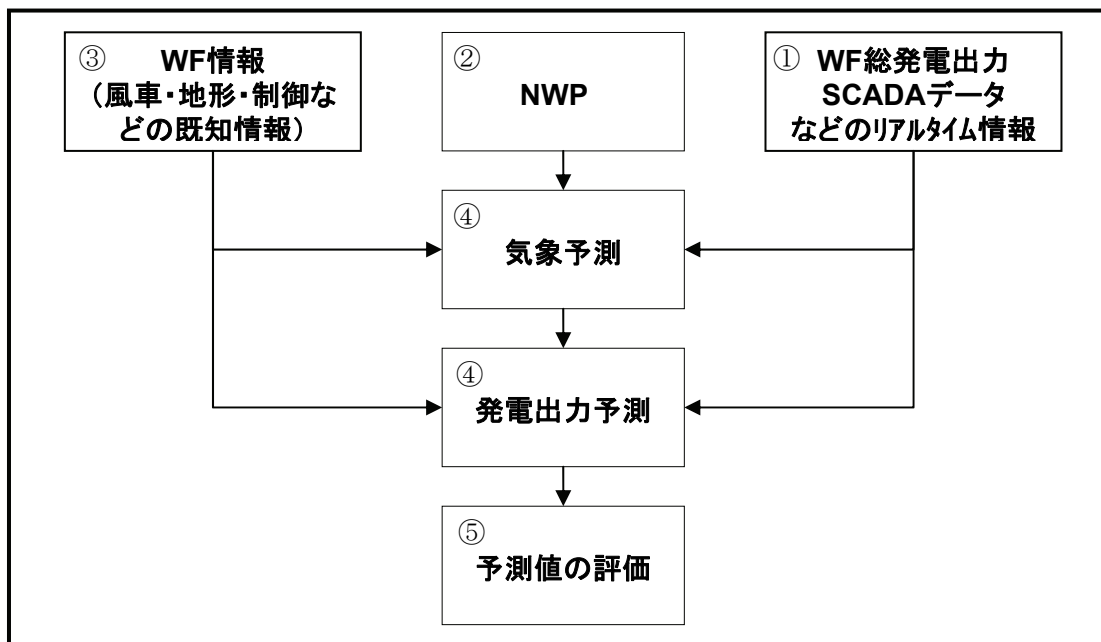 ③ WF情報
（風車・地形・制御な
どの既知情報）
② NWP
① WF総発電出力
SCADAデータ
などのﾘｱﾙﾀｲﾑ情報
④ 気象予測
④ 発電出力予測
⑤ 予測値の評価